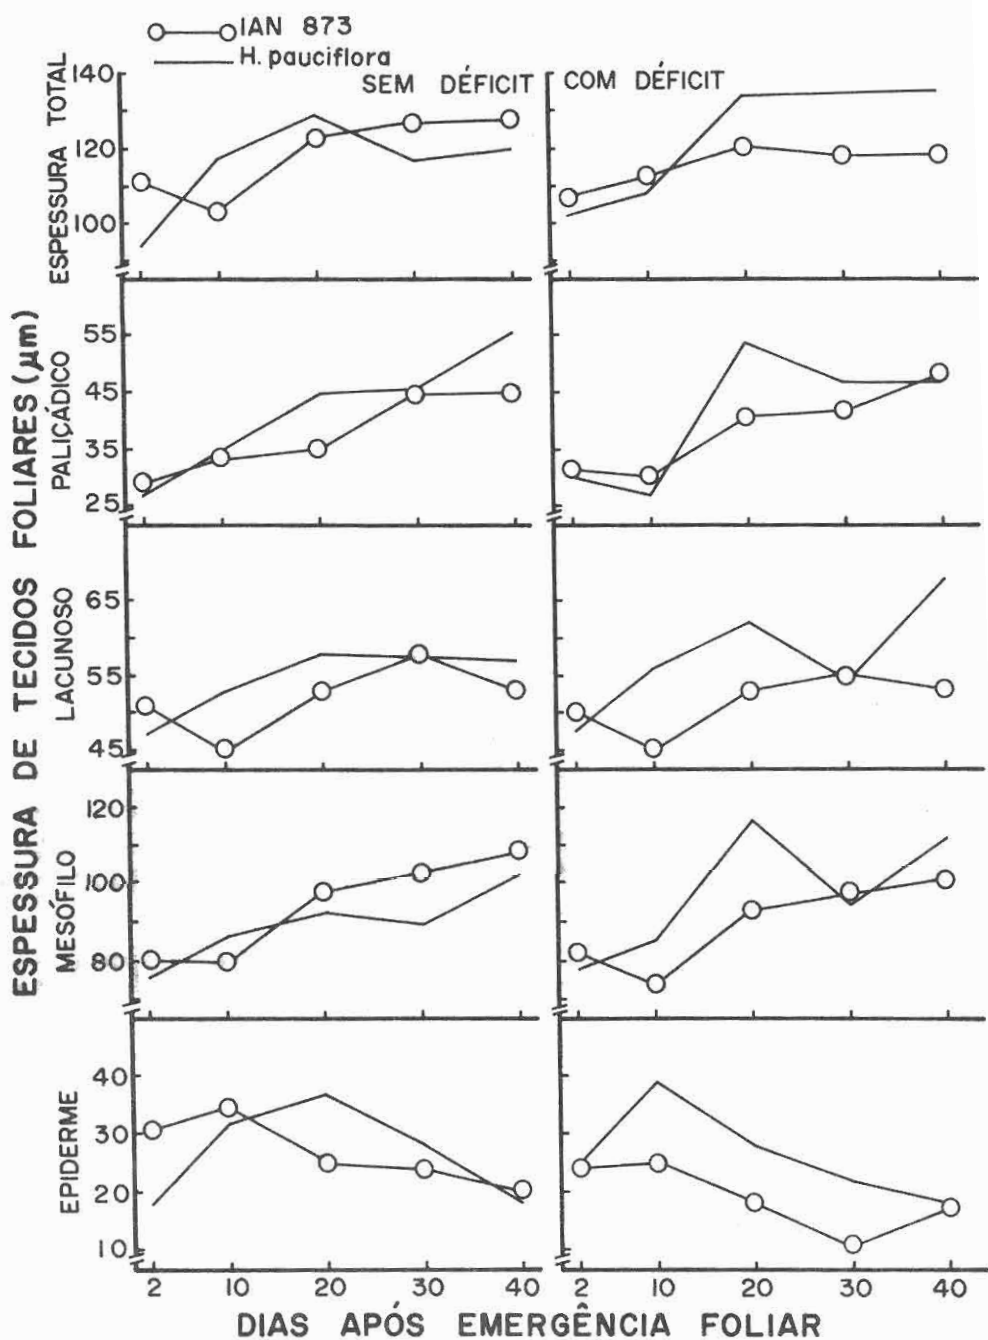 IAN 873
H. pauciflora
SEM DÉFICIT
COM DÉFICIT
ESPESSURA DE TECIDOS FOLIARES (µm)
ESPESSURA TOTAL
140
120
100
PALIÇÁDICO
55
45
35
25
LACUNOSO
65
55
45
MESÓFILO
120
100
80
EPIDERME
40
30
20
10
2 10 20 30 40 2 10 20 30 40
DIAS APÓS EMERGÊNCIA FOLIAR